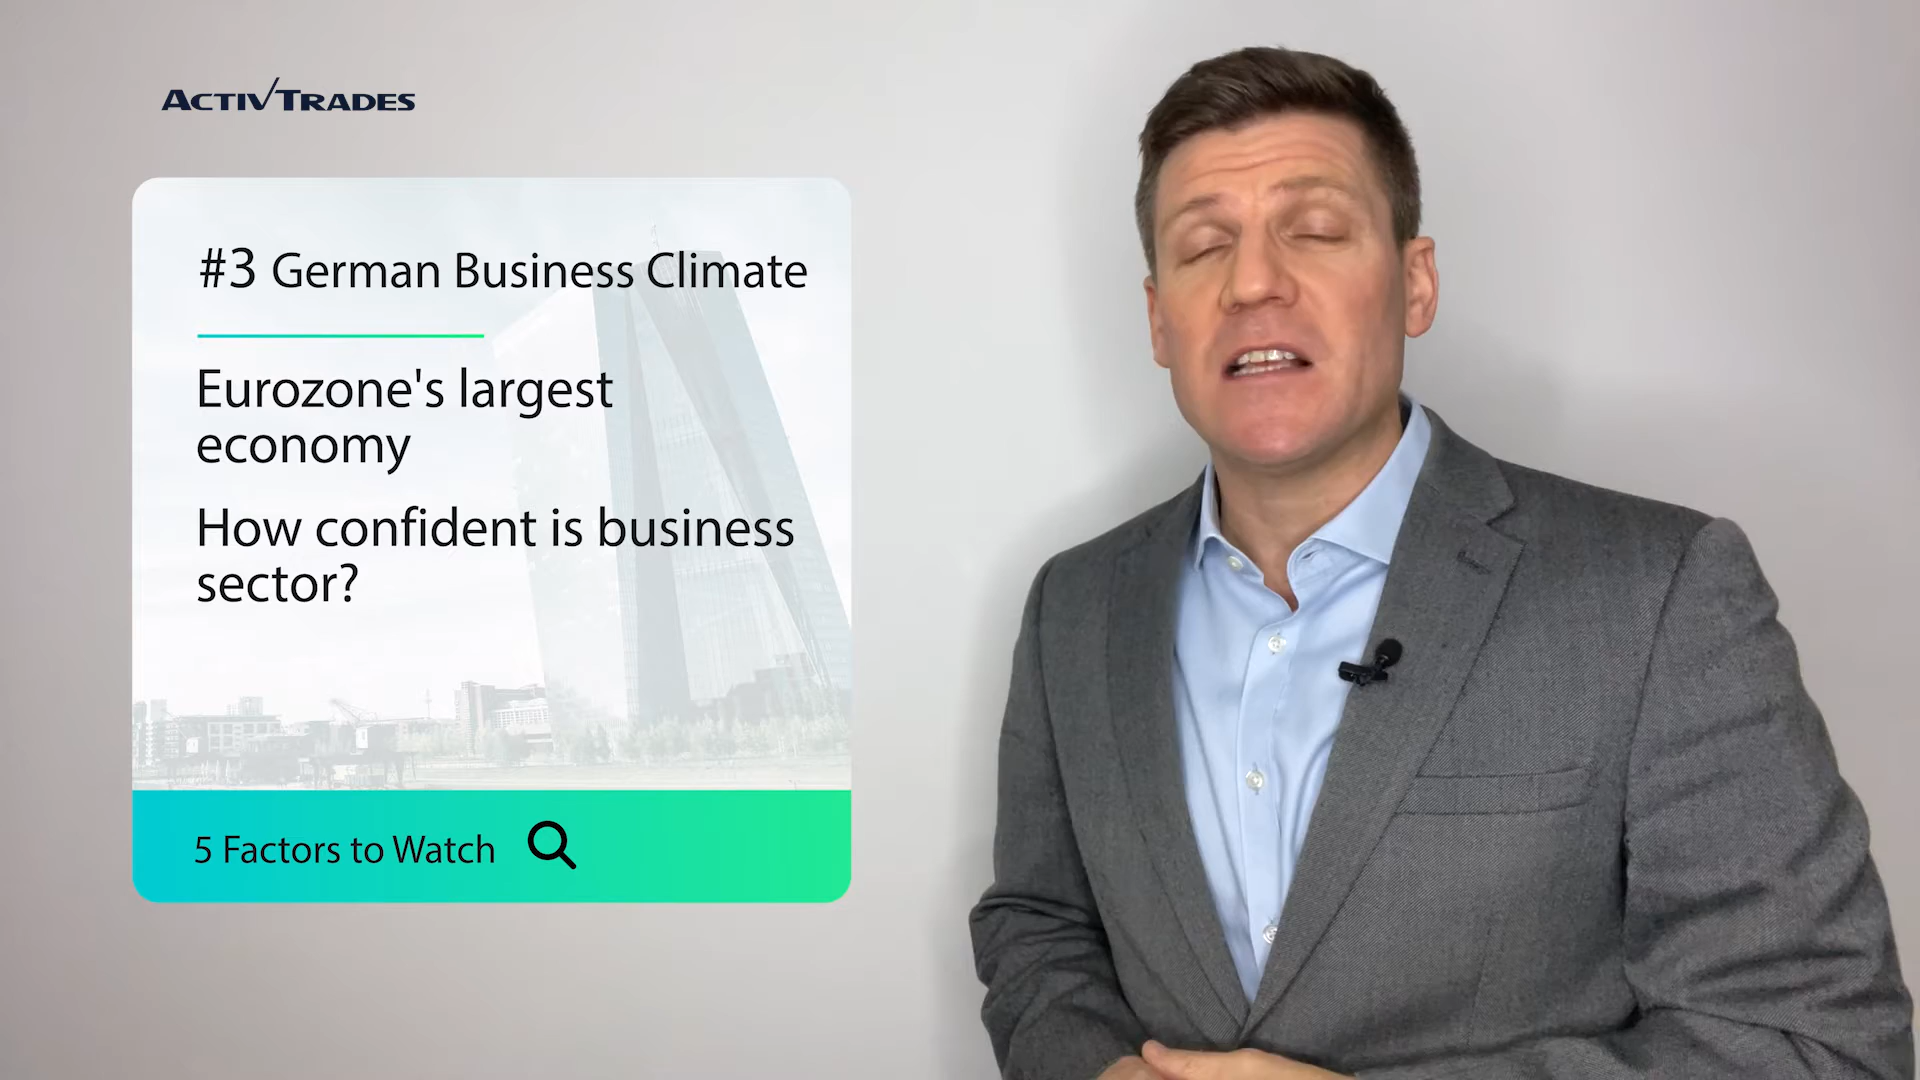 ACTIVTRADES
#3 German Business Climate
Eurozone's largest
economy
How confident is business
sector?
5 Factors to Watch